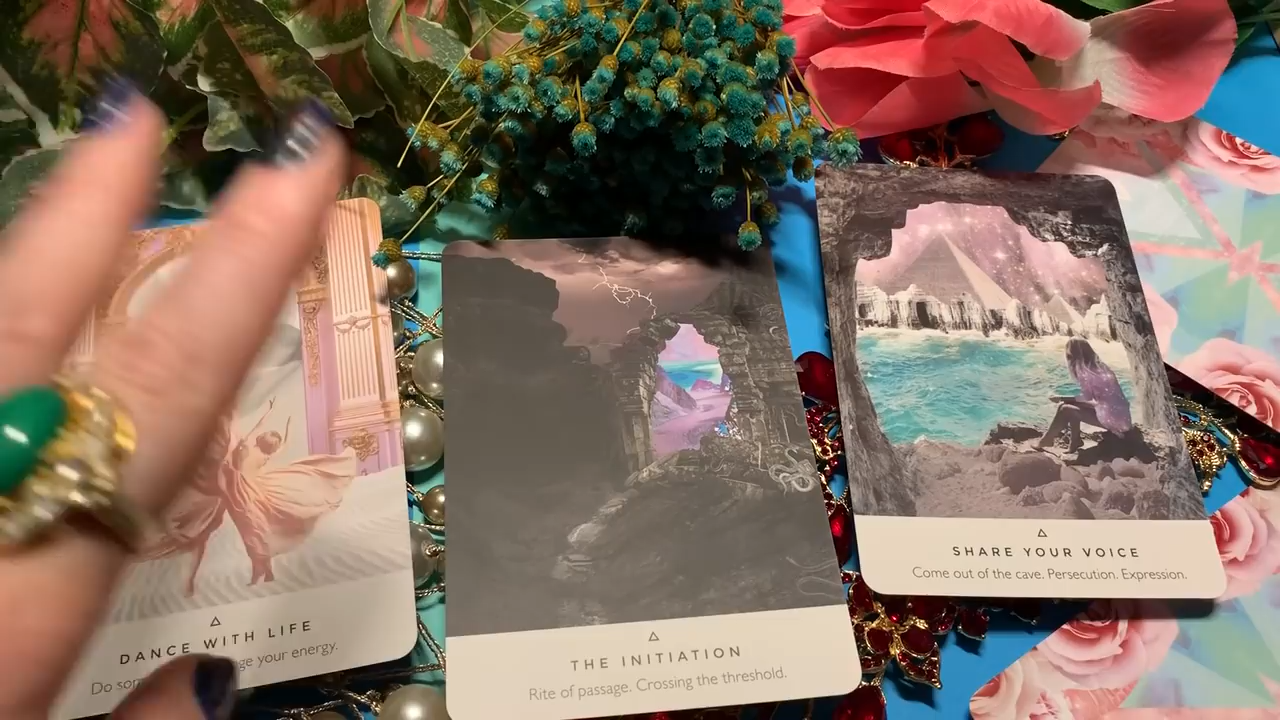 DANCE WITH LIFE
Do ge your energy.
THE INITIATION
Rite of passage. Crossing the threshold.
SHARE YOUR VOICE
Come out of the cave. Persecution. Expression.